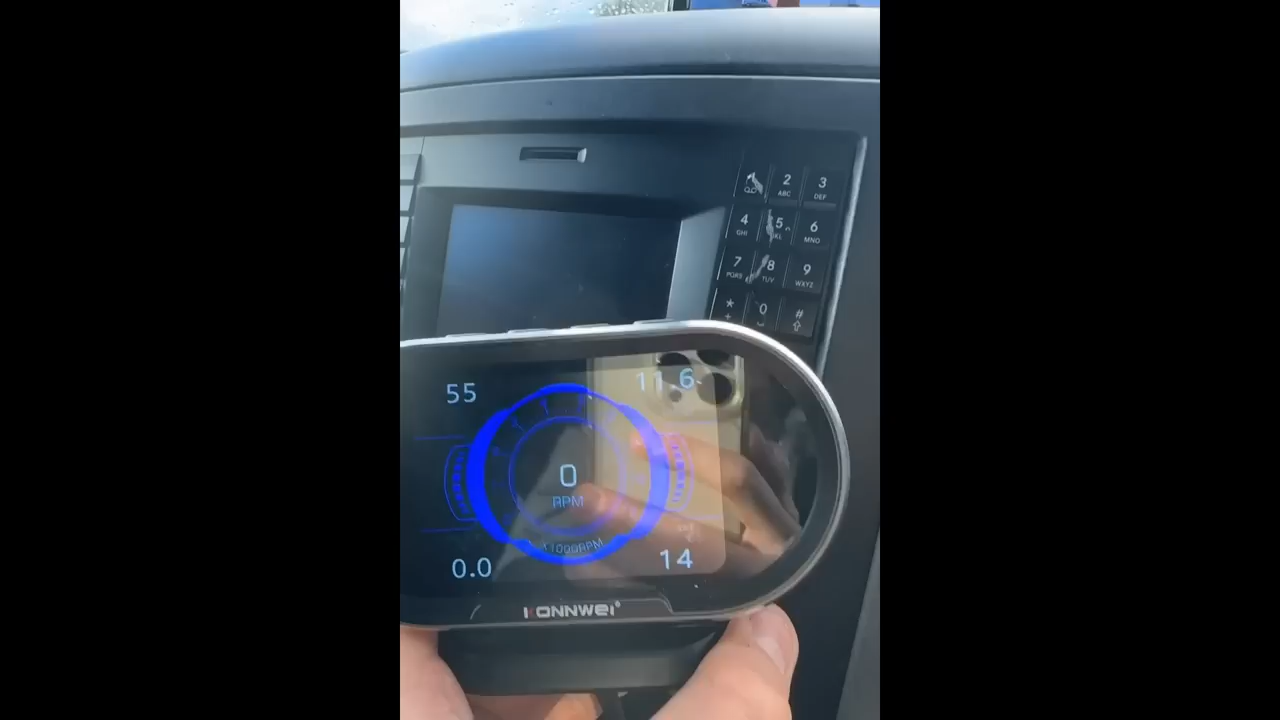 2
ABC
3
DEF
4
GHI
5
JKL
6
MNO
7
PQRS
8
TUV
9
WXYZ
*
+
0
#
55
11.6
0
RPM
X1000RPM
0.0
14
KONNWEI